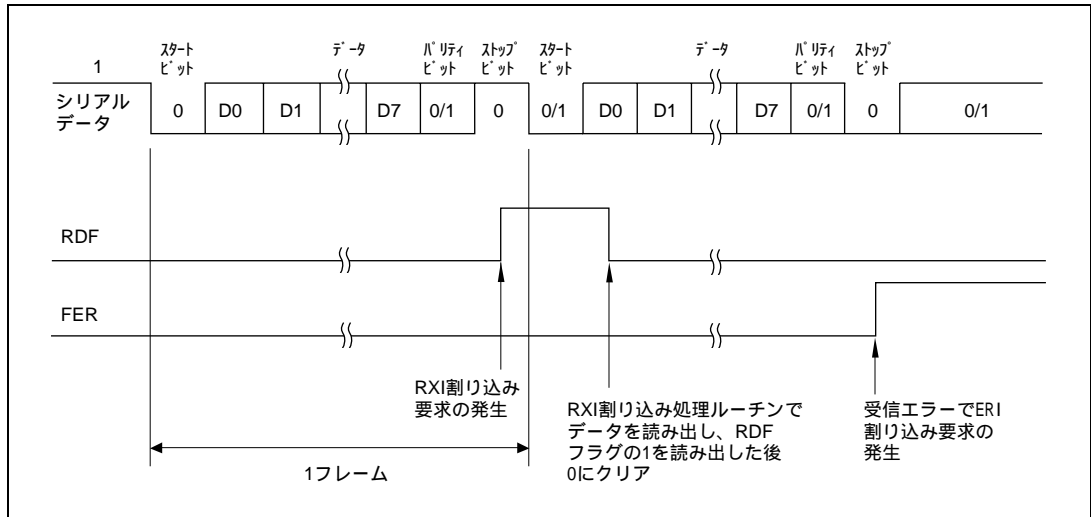 スタート ビット データ パリティ ビット ストップ ビット スタート ビット データ パリティ ビット ストップ ビット
1
シリアル
データ
0 D0 D1 D7 0/1 0 0/1 D0 D1 D7 0/1 0 0/1
RDF
FER
RXI割り込み
要求の発生
RXI割り込み処理ルーチンで
データを読み出し、RDF
フラグの1を読み出した後
0にクリア
受信エラーでERI
割り込み要求の
発生
1フレーム